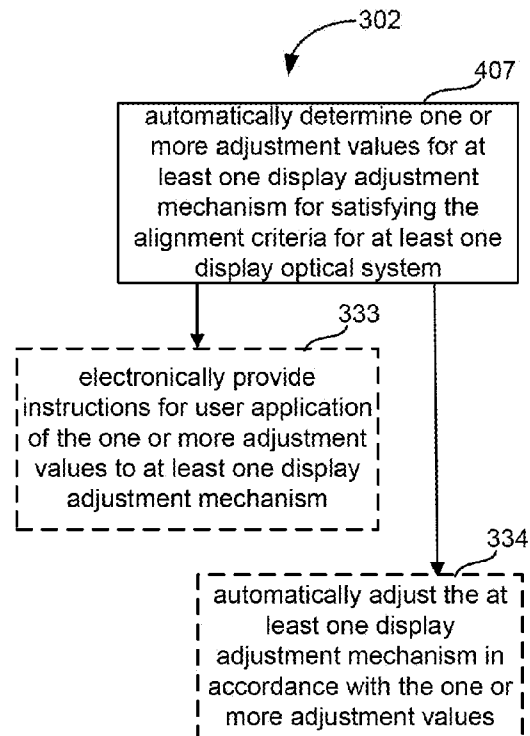 302
407
automatically determine one or
more adjustment values for at
least one display adjustment
mechanism for satisfying the
alignment criteria for at least one
display optical system
333
electronically provide
instructions for user application
of the one or more adjustment
values to at least one display
adjustment mechanism
334
automatically adjust the at
least one display
adjustment mechanism in
accordance with the one or
more adjustment values